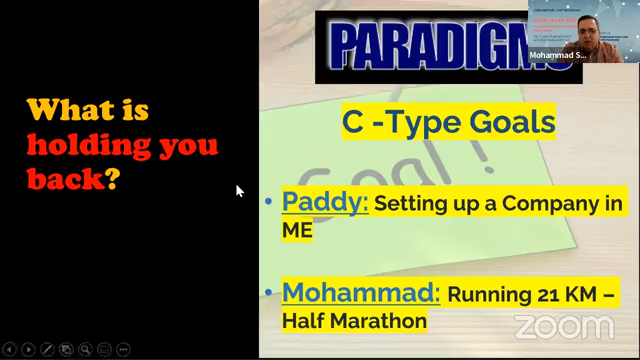 PARADIGMS
What is
holding you
back?
C -Type Goals
Goal !
• Paddy: Setting up a Company in
ME
• Mohammad: Running 21 KM –
Half Marathon
Mohammad S...
zoom